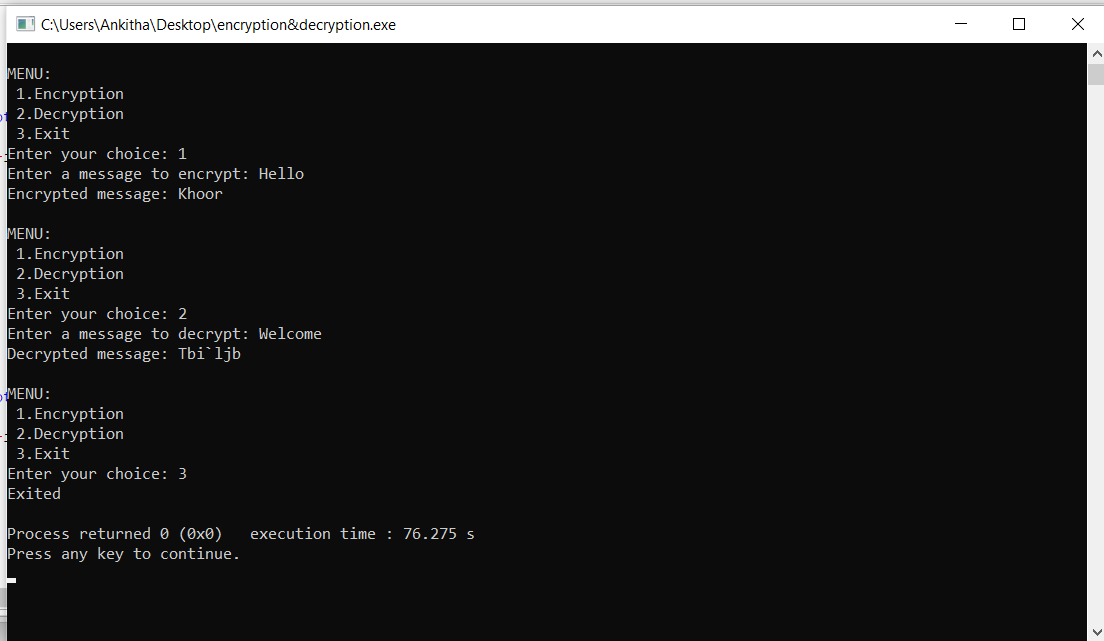 C:\Users\Ankitha\Desktop\encryption&decryption.exe
MENU:
 1.Encryption
 2.Decryption
 3.Exit
Enter your choice: 1
Enter a message to encrypt: Hello
Encrypted message: Khoor
MENU:
 1.Encryption
 2.Decryption
 3.Exit
Enter your choice: 2
Enter a message to decrypt: Welcome
Decrypted message: Tbi`ljb
MENU:
 1.Encryption
 2.Decryption
 3.Exit
Enter your choice: 3
Exited
Process returned 0 (0x0)   execution time : 76.275 s
Press any key to continue.